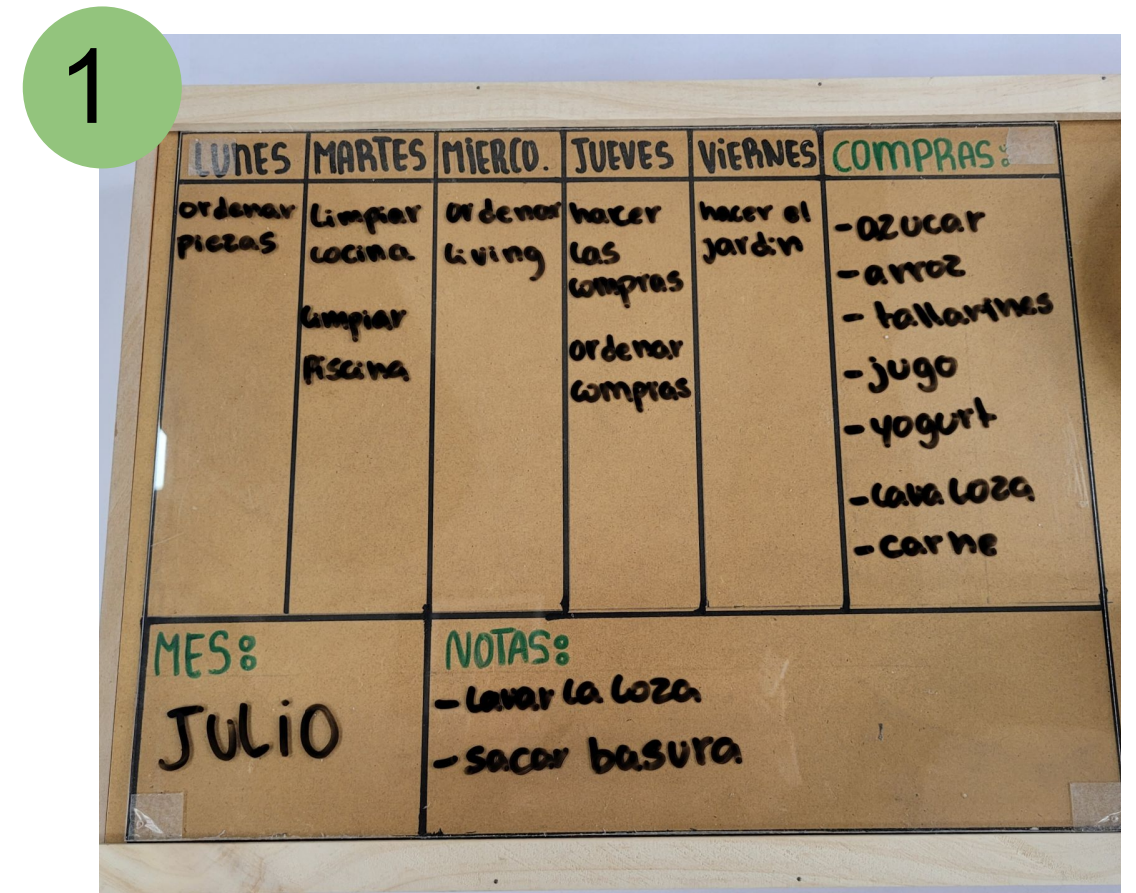 1
LUNES
ordenar
piezas
MARTES
Limpiar
cocina
Limpiar
Piscina
MIERCO.
ordenar
living
JUEVES
hacer
las
compras
ordenar
compras
ViERNES
hacer el
jardin
COMPRAS:
-azucar
-arroz
- tallarines
-jugo
-yogurt
-lava loza
-carne
MES:
JULiO
NOTAS:
-lavar la loza
-sacar basura